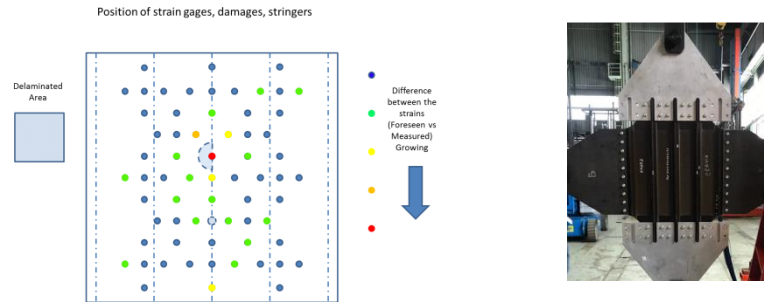 Position of strain gages, damages, stringers
Delaminated
Area
Difference
between the
strains
(Foreseen vs
Measured)
Growing